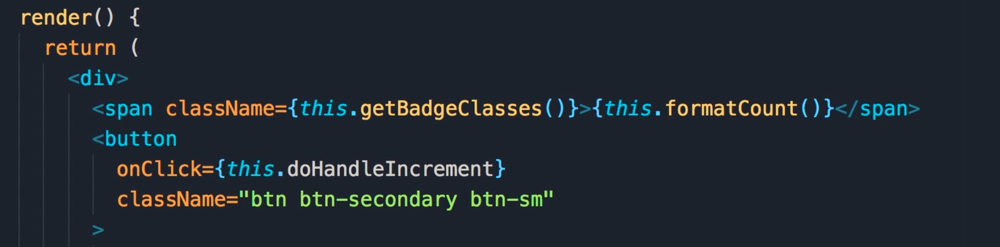 render() {
return (
<div>
<span className={this.getBadgeClasses()}>{this.formatCount()}</span>
<button
onClick={this.doHandleIncrement}
className="btn btn-secondary btn-sm"
>